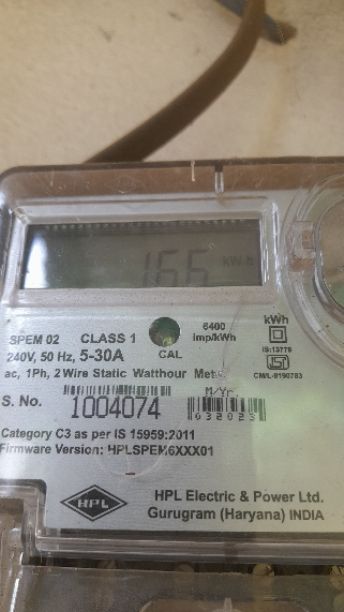 166 kWh
SPEM 02 CLASS 1 6400 imp/kWh kWh
240V, 50 Hz, 5-30A CAL IS:13779
ac, 1Ph, 2 Wire Static Watthour Meter CM/L-9190783
S. No. 1004074 M/Yr
032023
Category C3 as per IS 15959:2011
Firmware Version: HPLSPEM6XXX01
HPL HPL Electric & Power Ltd.
Gurugram (Haryana) INDIA